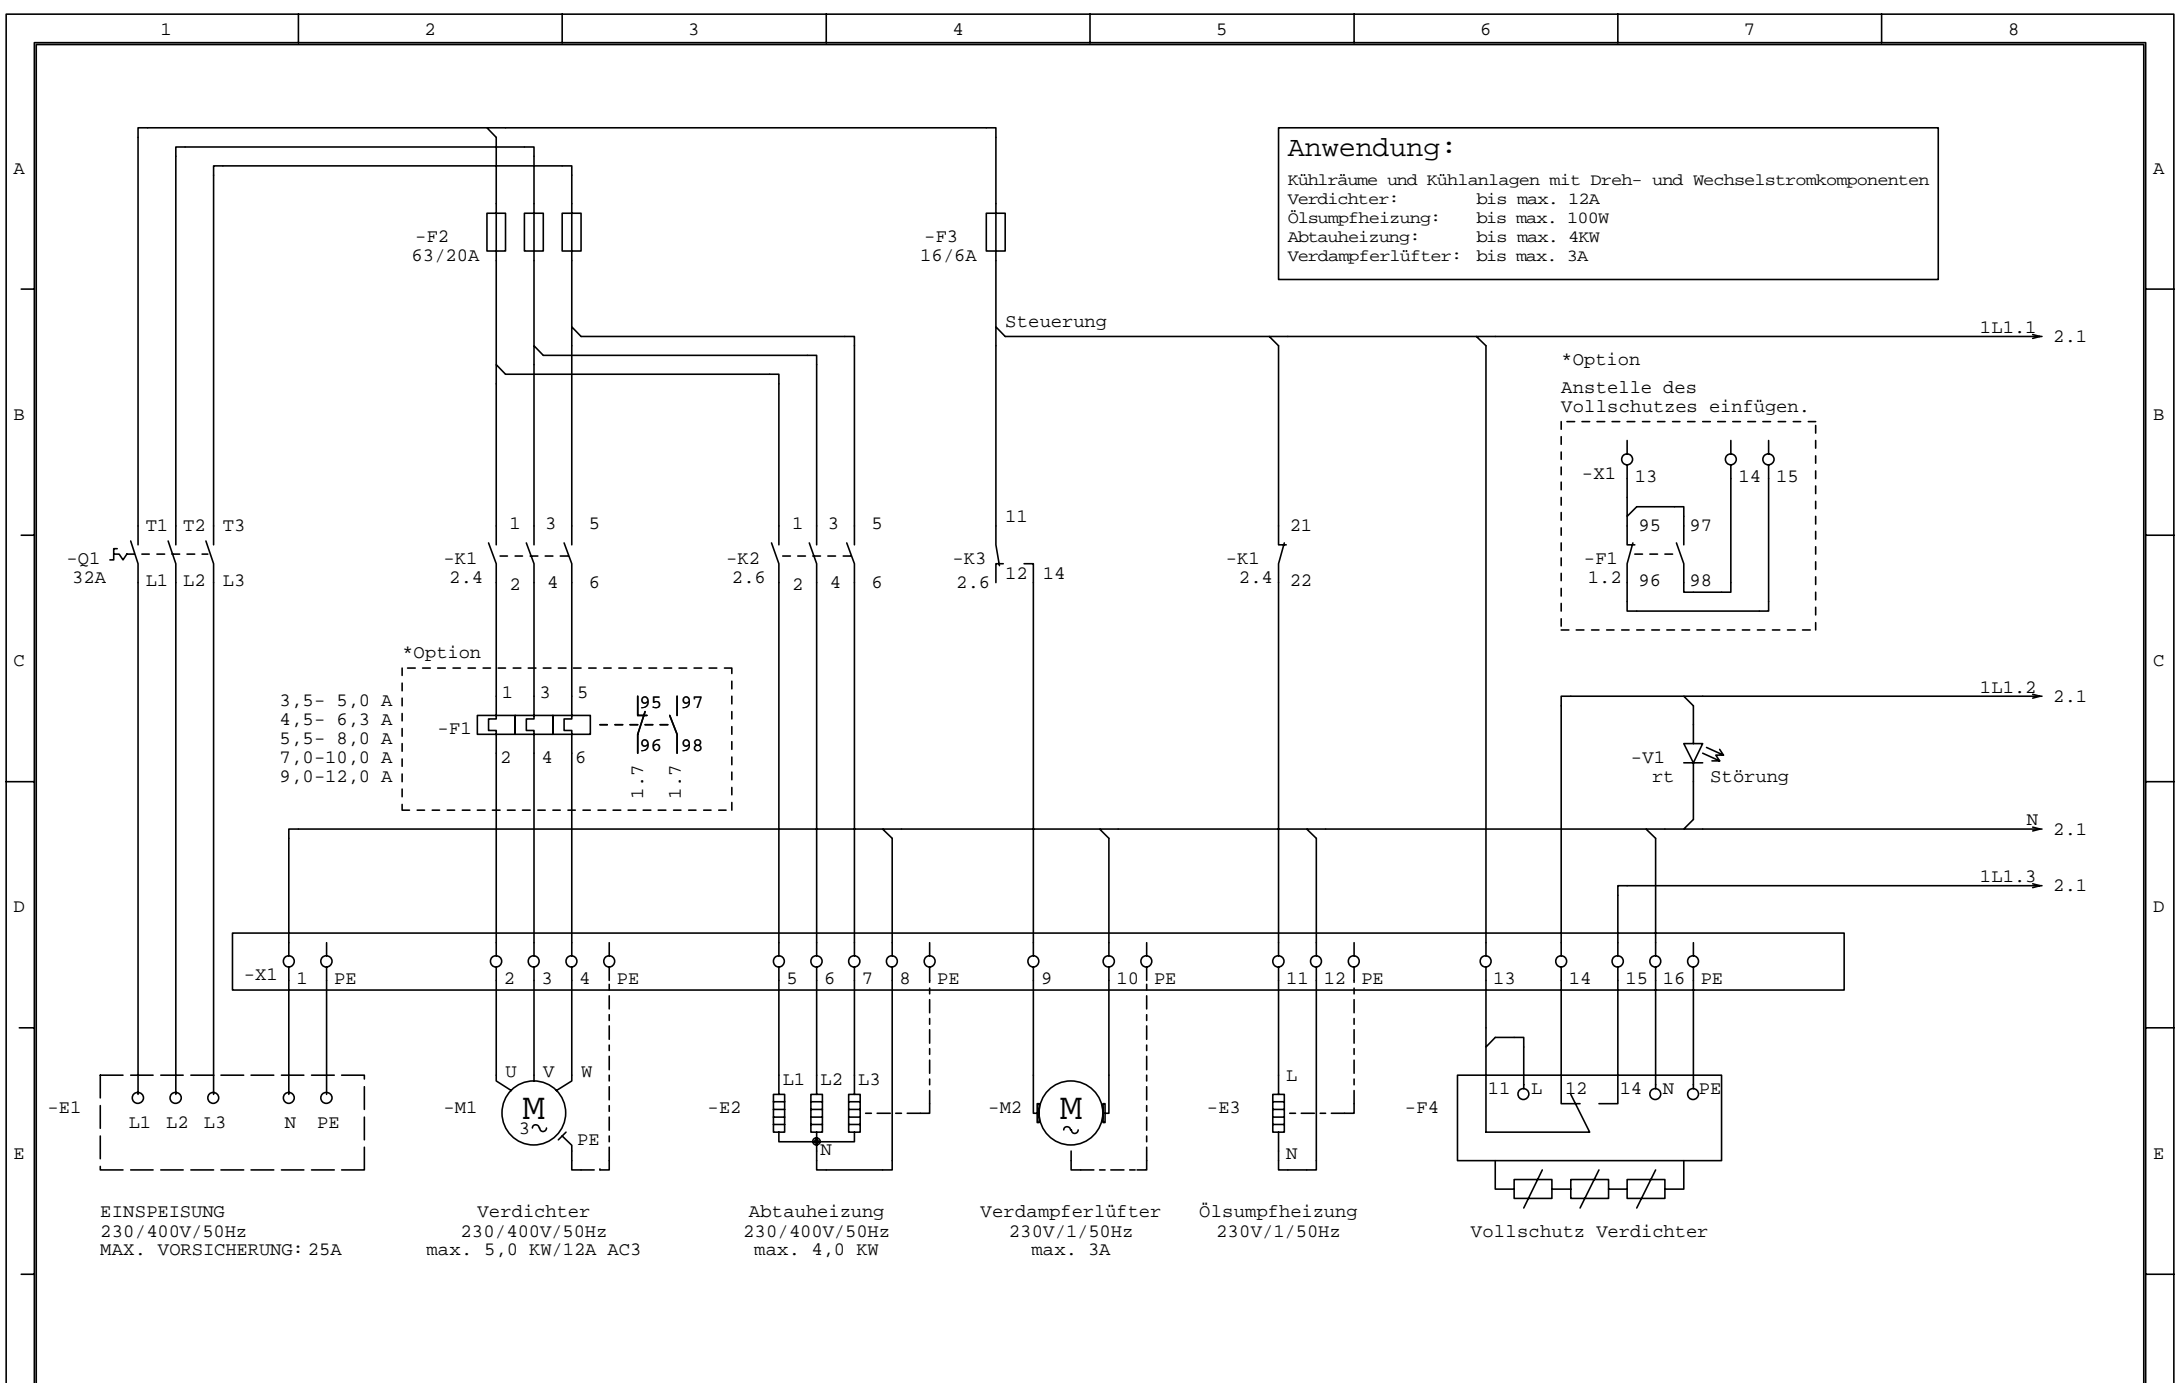 1 2 3 4 5 6 7 8
A A
Anwendung:
Kühlräume und Kühlanlagen mit Dreh- und Wechselstromkomponenten
Verdichter: bis max. 12A
Ölsumpfheizung: bis max. 100W
Abtauheizung: bis max. 4KW
Verdampferlüfter: bis max. 3A
-F2
63/20A
-F3
16/6A
Steuerung
1L1.1 2.1
*Option
Anstelle des
Vollschutzes einfügen.
B B
-X1 13 14 15
95 97
-F1
1.2 96 98
T1 T2 T3
-Q1
32A
L1 L2 L3
1 3 5
-K1
2.4
2 4 6
1 3 5
-K2
2.6
2 4 6
11
-K3
2.6
12 14
21
-K1
2.4 22
C C
*Option
3,5- 5,0 A
4,5- 6,3 A
5,5- 8,0 A
7,0-10,0 A
9,0-12,0 A
1 3 5
-F1
2 4 6
95 97
96 98
1.7 1.7
1L1.2 2.1
-V1
rt Störung
N 2.1
1L1.3 2.1
D D
-X1 1 PE 2 3 4 PE 5 6 7 8 PE 9 10 PE 11 12 PE 13 14 15 16 PE
-E1
L1 L2 L3 N PE
U V W
-M1
M
3~
PE
L1 L2 L3
-E2
N
-M2
M
~
L
-E3
N
11 L 12 14 N PE
-F4
E E
EINSPEISUNG
230/400V/50Hz
MAX. VORSICHERUNG: 25A
Verdichter
230/400V/50Hz
max. 5,0 KW/12A AC3
Abtauheizung
230/400V/50Hz
max. 4,0 KW
Verdampferlüfter
230V/1/50Hz
max. 3A
Ölsumpfheizung
230V/1/50Hz
Vollschutz Verdichter